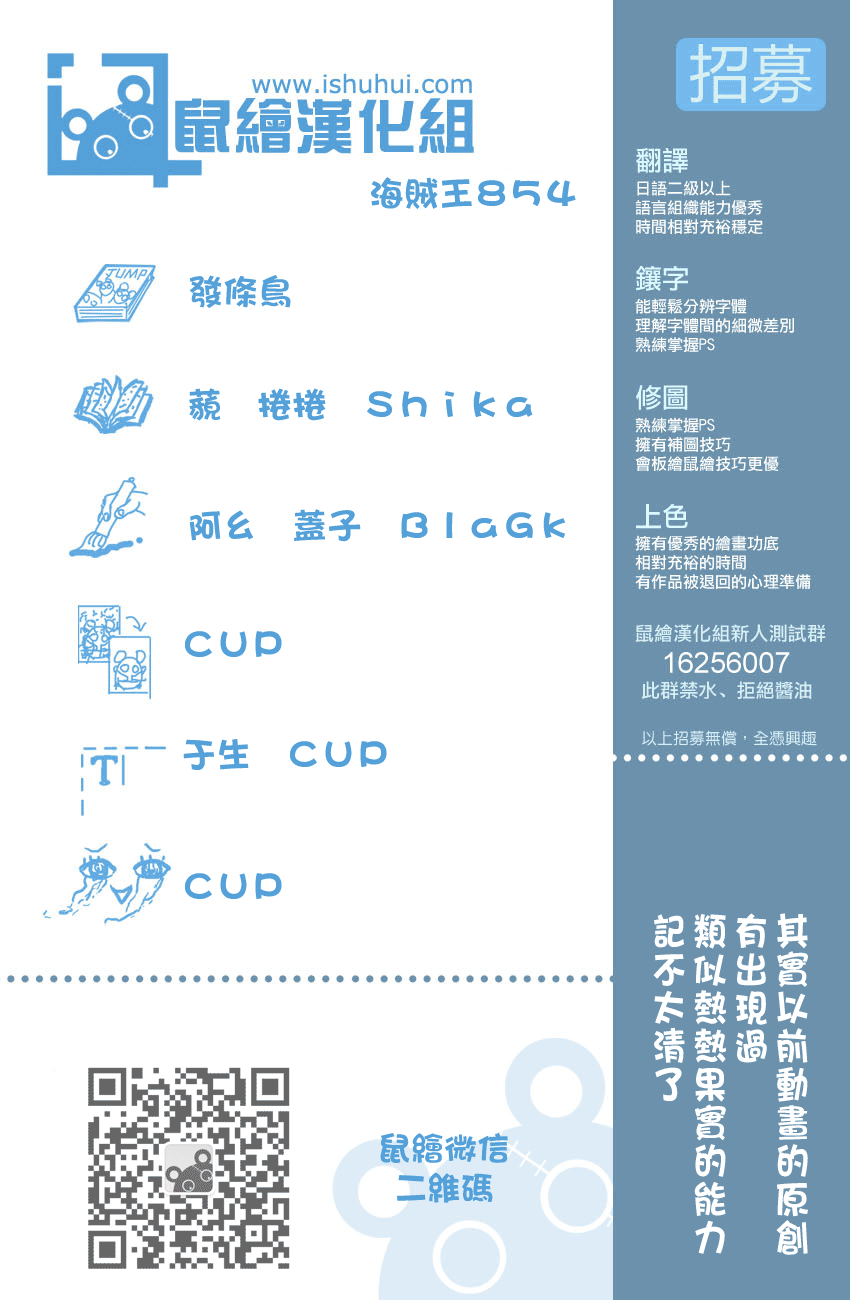 www.ishuhui.com
鼠繪漢化組
海賊王854
JUMP
發條鳥
蘋 捲捲 Shika
阿幺 蓋子 BlaGk
CUP
T
于生 CUP
CUP
鼠繪微信
二維碼
招募
翻譯
日語二級以上
語言組織能力優秀
時間相對充裕穩定
鑲字
能輕鬆分辨字體
理解字體間的細微差別
熟練掌握PS
修圖
熟練掌握PS
擁有補圖技巧
會板繪鼠繪技巧更優
上色
擁有優秀的繪畫功底
相對充裕的時間
有作品被退回的心理準備
鼠繪漢化組新人測試群
16256007
此群禁水、拒絕醬油
以上招募無償，全憑興趣
其實以前動畫的原創
有出現過
類似熱熱果實的能力
記不太清了